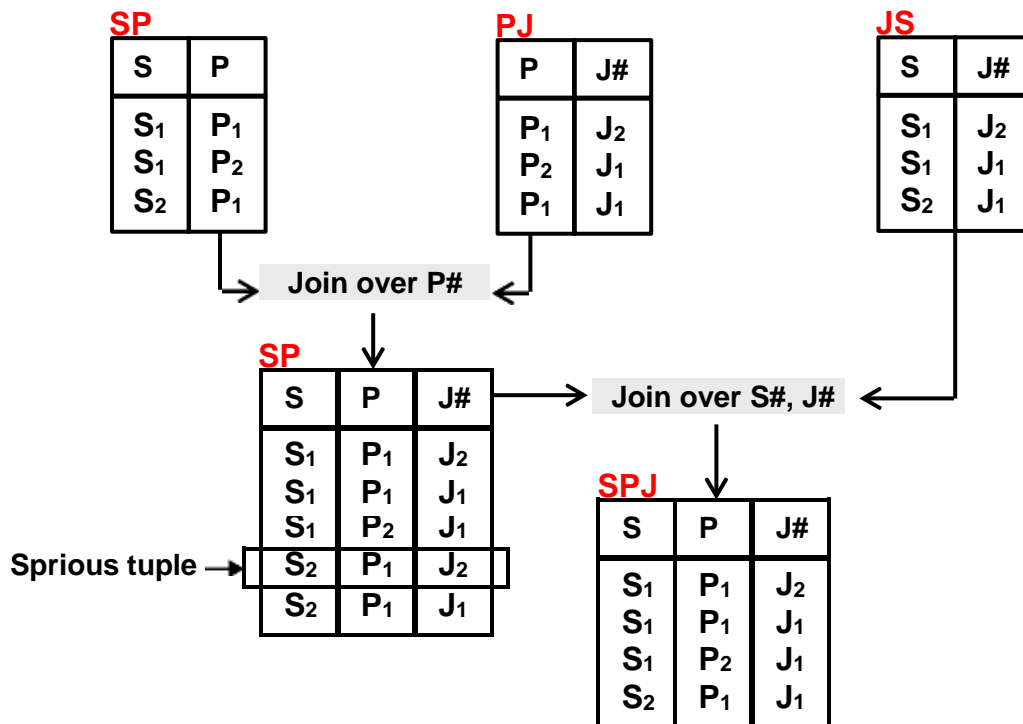 SP
S P
S₁ P₁
S₁ P₂
S₂ P₁
PJ
P J#
P₁ J₂
P₂ J₁
P₁ J₁
JS
S J#
S₁ J₂
S₁ J₁
S₂ J₁
Join over P#
SP
S P J#
S₁ P₁ J₂
S₁ P₁ J₁
S₁ P₂ J₁
S₂ P₁ J₂
S₂ P₁ J₁
Sprious tuple
Join over S#, J#
SPJ
S P J#
S₁ P₁ J₂
S₁ P₁ J₁
S₁ P₂ J₁
S₂ P₁ J₁